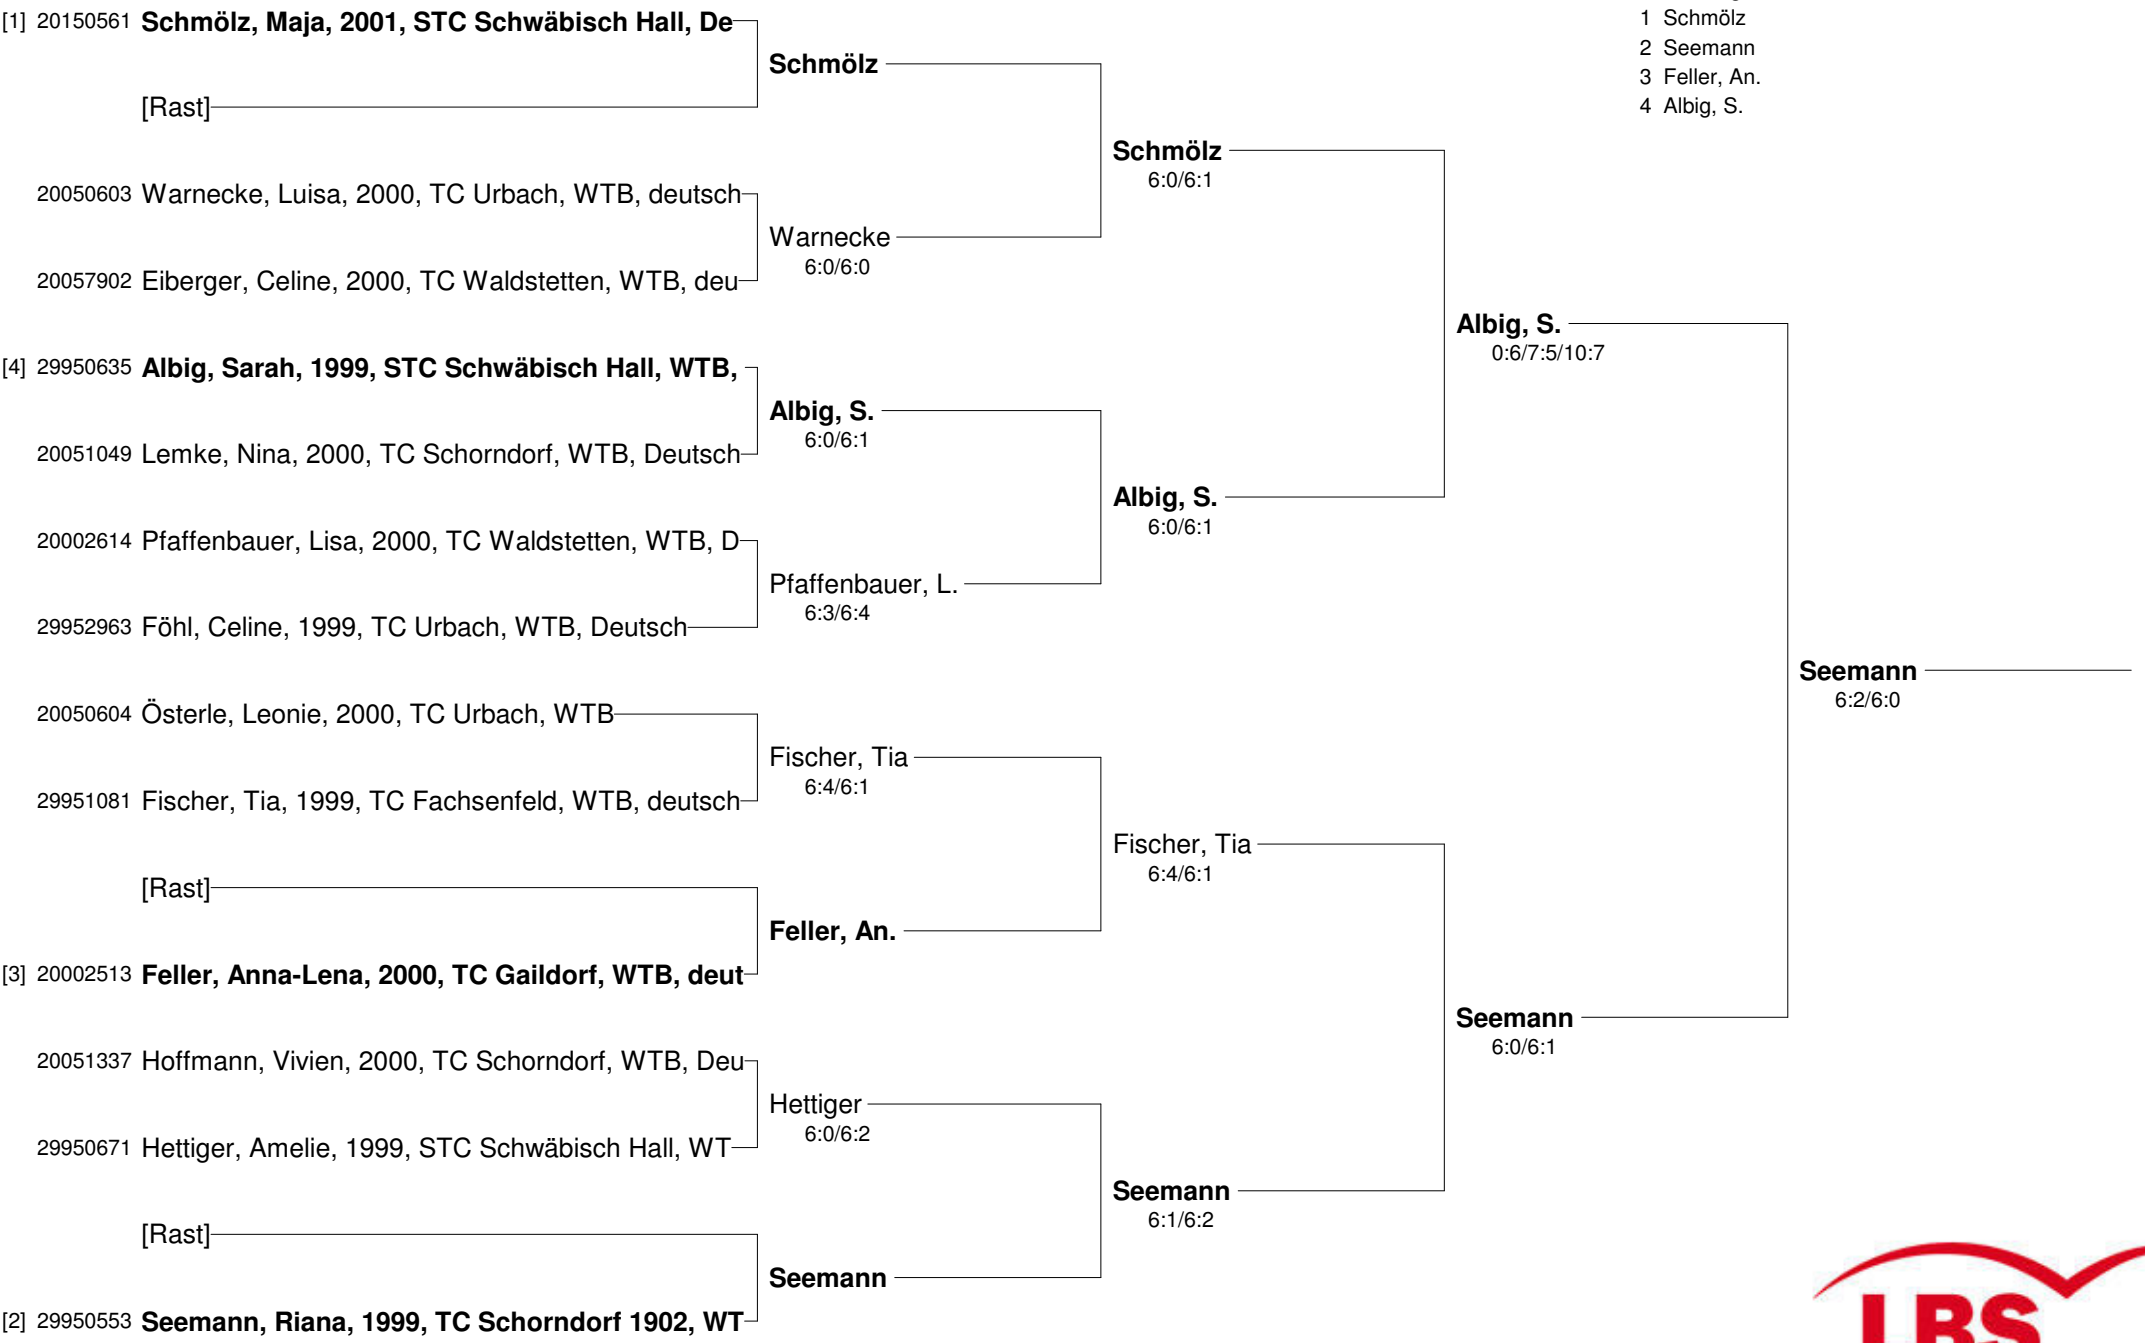 [1] 20150561 Schmölz, Maja, 2001, STC Schwäbisch Hall, De
1 Schmölz
2 Seemann
3 Feller, An.
4 Albig, S.
Schmölz
[Rast]
Schmölz
6:0/6:1
20050603 Warnecke, Luisa, 2000, TC Urbach, WTB, deutsch
Warnecke
6:0/6:0
20057902 Eiberger, Celine, 2000, TC Waldstetten, WTB, deu
Albig, S.
0:6/7:5/10:7
[4] 29950635 Albig, Sarah, 1999, STC Schwäbisch Hall, WTB,
Albig, S.
6:0/6:1
20051049 Lemke, Nina, 2000, TC Schorndorf, WTB, Deutsch
Albig, S.
6:0/6:1
20002614 Pfaffenbauer, Lisa, 2000, TC Waldstetten, WTB, D
Pfaffenbauer, L.
6:3/6:4
29952963 Föhl, Celine, 1999, TC Urbach, WTB, Deutsch
Seemann
6:2/6:0
20050604 Österle, Leonie, 2000, TC Urbach, WTB
Fischer, Tia
6:4/6:1
29951081 Fischer, Tia, 1999, TC Fachsenfeld, WTB, deutsch
Fischer, Tia
6:4/6:1
[Rast]
Feller, An.
[3] 20002513 Feller, Anna-Lena, 2000, TC Gaildorf, WTB, deut
Seemann
6:0/6:1
20051337 Hoffmann, Vivien, 2000, TC Schorndorf, WTB, Deu
Hettiger
6:0/6:2
29950671 Hettiger, Amelie, 1999, STC Schwäbisch Hall, WT
Seemann
6:1/6:2
[Rast]
Seemann
[2] 29950553 Seemann, Riana, 1999, TC Schorndorf 1902, WT
LBS